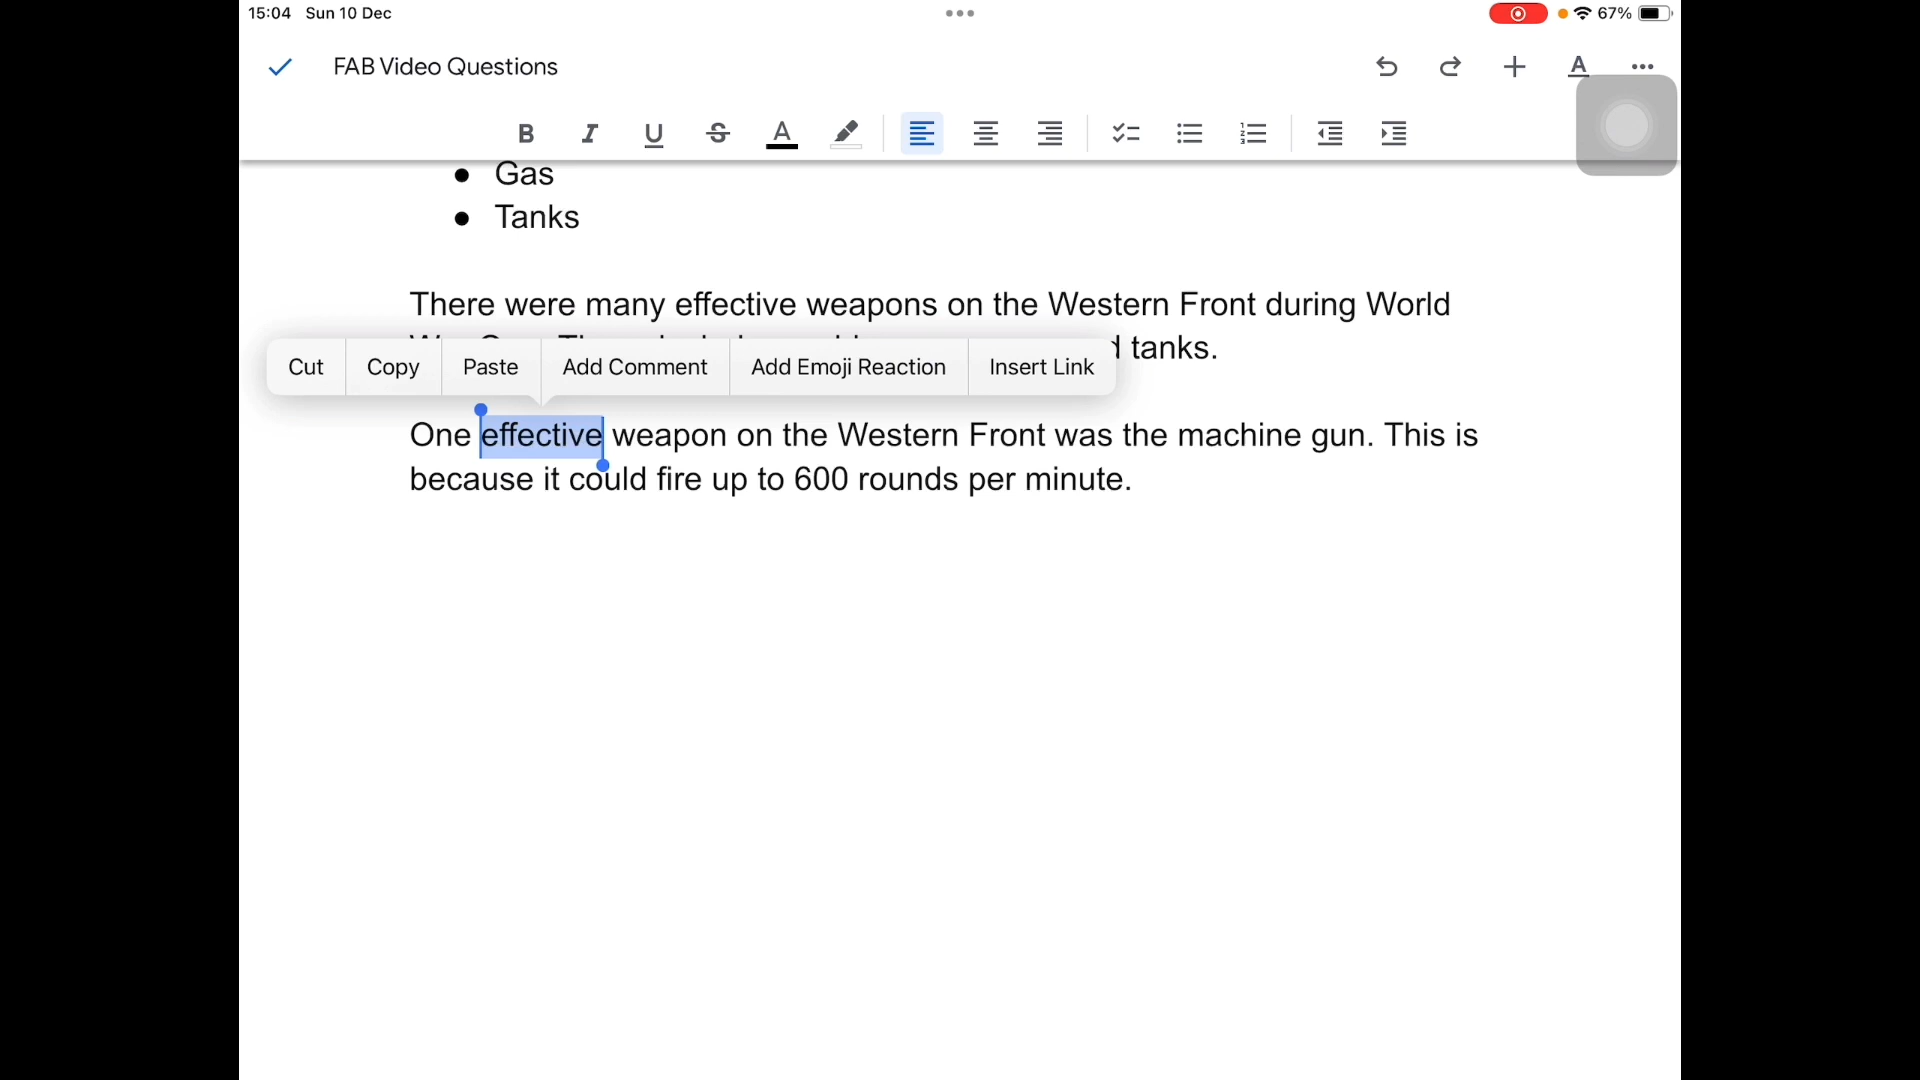 15:04 Sun 10 Dec
67%
FAB Video Questions
Gas
Tanks
There were many effective weapons on the Western Front during World
tanks.
Cut Copy Paste Add Comment Add Emoji Reaction Insert Link
One effective weapon on the Western Front was the machine gun. This is
because it could fire up to 600 rounds per minute.